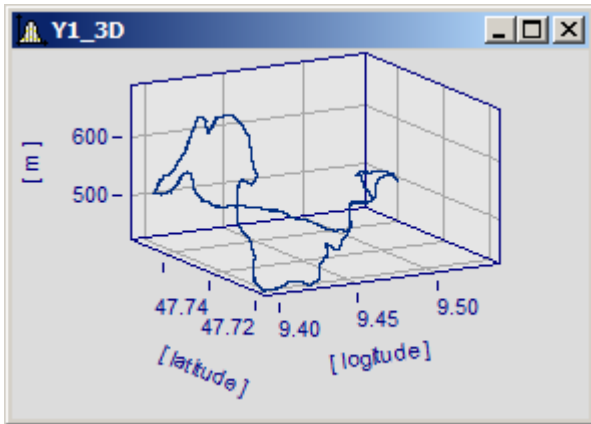 Y1_3D
600
[ m ]
500
47.74
47.72
9.40
9.45
9.50
[ latitude ]
[ logitude ]